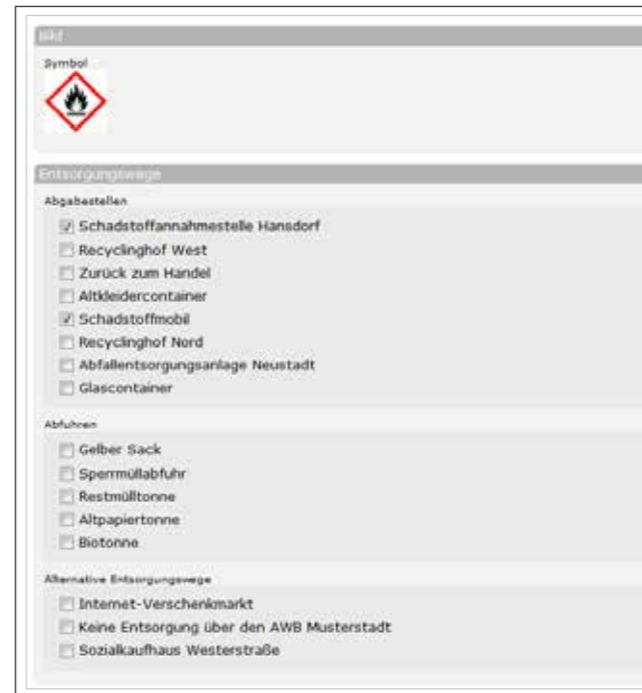 Bild
Symbol
Entsorgungswege
Abgabestellen
Schadstoffannahmestelle Hansdorf
Recyclinghof West
Zurück zum Handel
Altkleidercontainer
Schadstoffmobil
Recyclinghof Nord
Abfallentsorgungsanlage Neustadt
Glascontainer
Abfuhren
Gelber Sack
Sperrmüllabfuhr
Restmülltonne
Altpapiertonne
Biotonne
Alternative Entsorgungswege
Internet-Verschenkmarkt
Keine Entsorgung über den AWB Musterstadt
Sozialkaufhaus Westerstraße